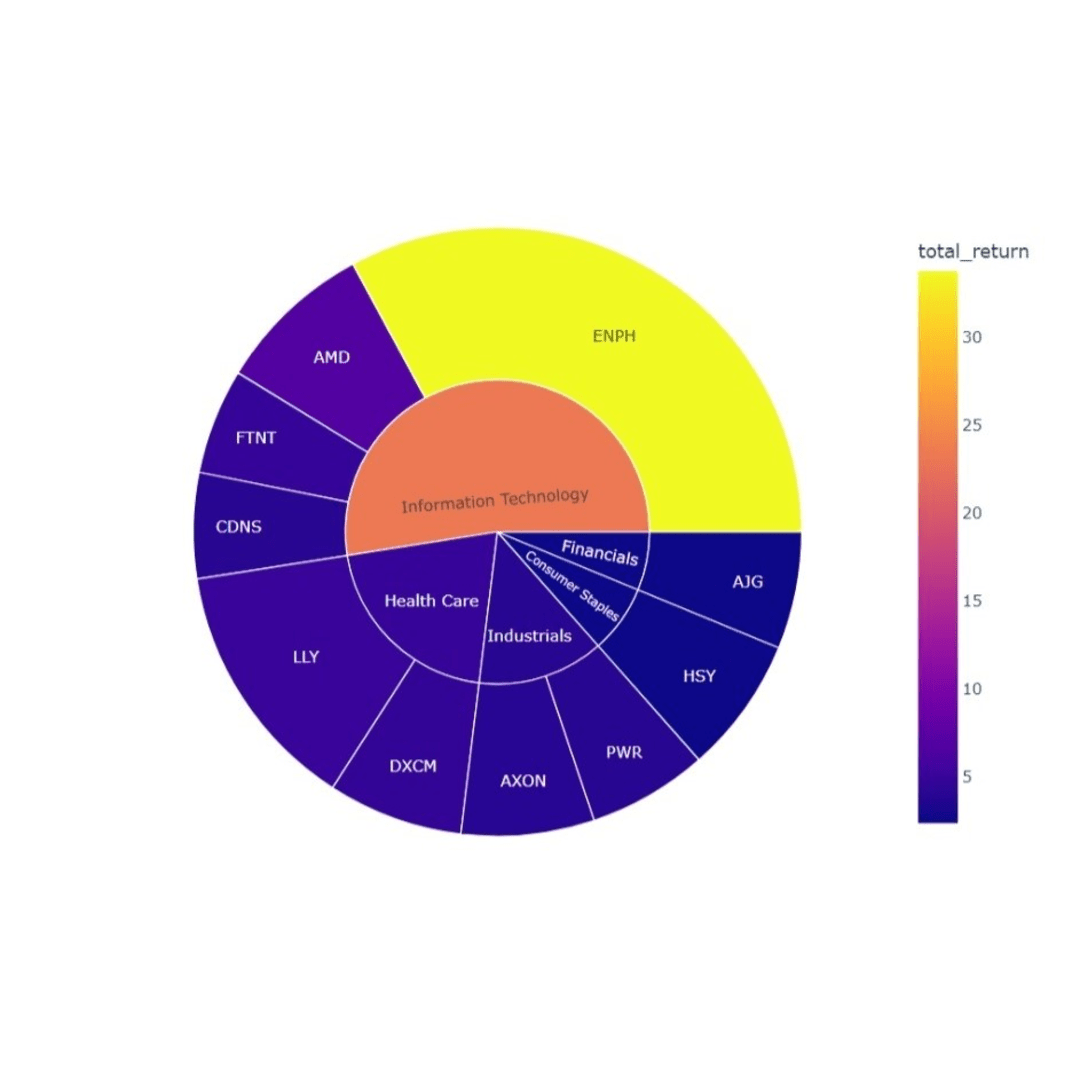 total_return
30
25
20
15
10
5
ENPH
AMD
FTNT
CDNS
LLY
DXCM
AXON
PWR
HSY
AJG
Information Technology
Financials
Consumer Staples
Health Care
Industrials